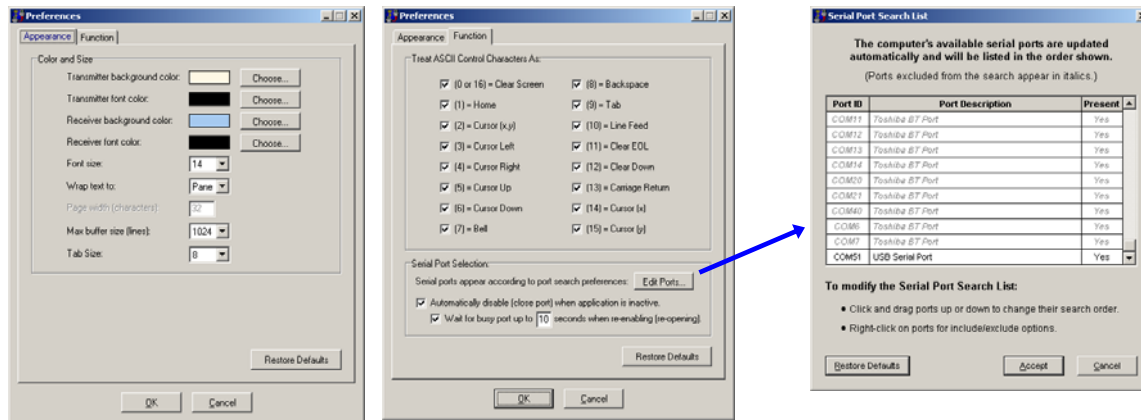 Preferences
Appearance Function
Color and Size
Transmitter background color: Choose...
Transmitter font color: Choose...
Receiver background color: Choose...
Receiver font color: Choose...
Font size: 14
Wrap text to: Pane
Page width (characters): 32
Max buffer size (lines): 1024
Tab Size: 8
Restore Defaults
OK Cancel
Preferences
Appearance Function
Treat ASCII Control Characters As:
(0 or 16) = Clear Screen (8) = Backspace
(1) = Home (9) = Tab
(2) = Cursor (x,y) (10) = Line Feed
(3) = Cursor Left (11) = Clear EOL
(4) = Cursor Right (12) = Clear Down
(5) = Cursor Up (13) = Carriage Return
(6) = Cursor Down (14) = Cursor (x)
(7) = Bell (15) = Cursor (y)
Serial Port Selection:
Serial ports appear according to port search preferences: Edit Ports...
Automatically disable (close port) when application is inactive.
Wait for busy port up to 10 seconds when re-enabling (re-opening).
Restore Defaults
OK Cancel
Serial Port Search List
The computer's available serial ports are updated
automatically and will be listed in the order shown.
(Ports excluded from the search appear in italics.)
Port ID Port Description Present
COM11 Toshiba BT Port Yes
COM12 Toshiba BT Port Yes
COM13 Toshiba BT Port Yes
COM14 Toshiba BT Port Yes
COM20 Toshiba BT Port Yes
COM21 Toshiba BT Port Yes
COM40 Toshiba BT Port Yes
COM6 Toshiba BT Port Yes
COM7 Toshiba BT Port Yes
COM51 USB Serial Port Yes
To modify the Serial Port Search List:
• Click and drag ports up or down to change their search order.
• Right-click on ports for include/exclude options.
Restore Defaults Accept Cancel